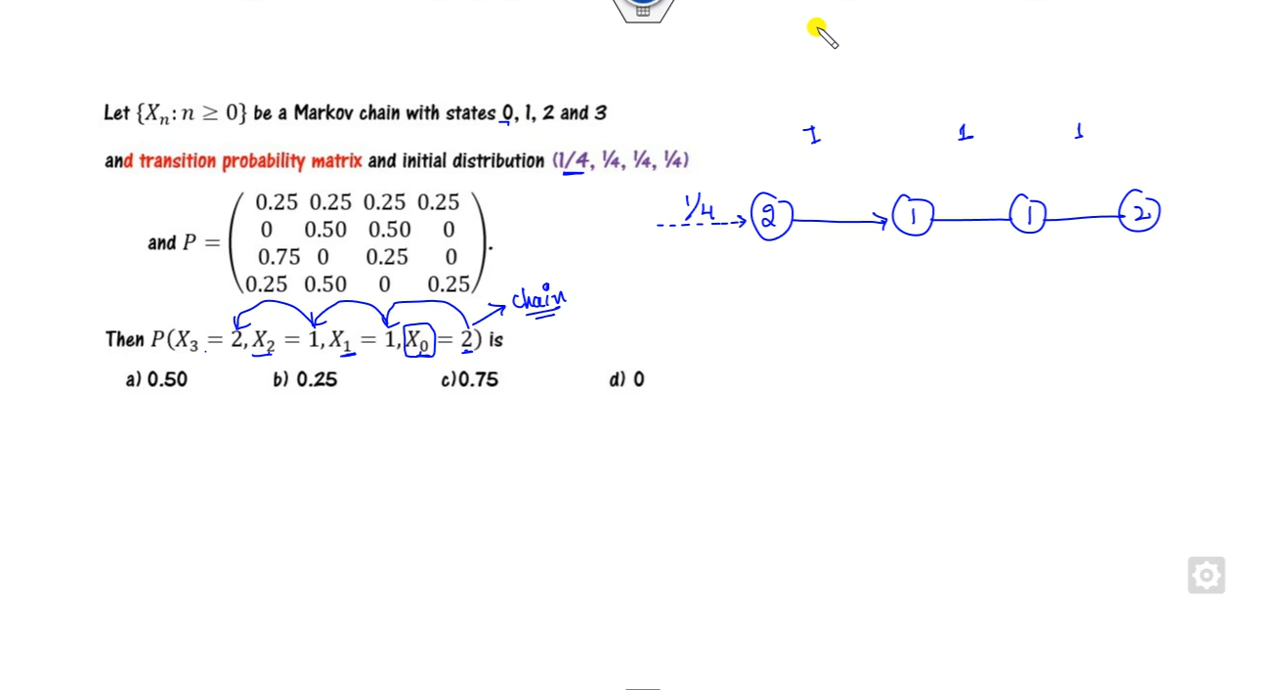 Let {Xₙ: n ≥ 0} be a Markov chain with states 0, 1, 2 and 3
1 1 1
and transition probability matrix and initial distribution (1/4, ¼, ¼, ¼)
1/4 2 1 1 2
0.25 0.25 0.25 0.25
0 0.50 0.50 0
and P =
0.75 0 0.25 0
.
0.25 0.50 0 0.25
chain
Then P(X₃ = 2, X₂ = 1, X₁ = 1, X₀ = 2) is
a) 0.50 b) 0.25 c)0.75 d) 0